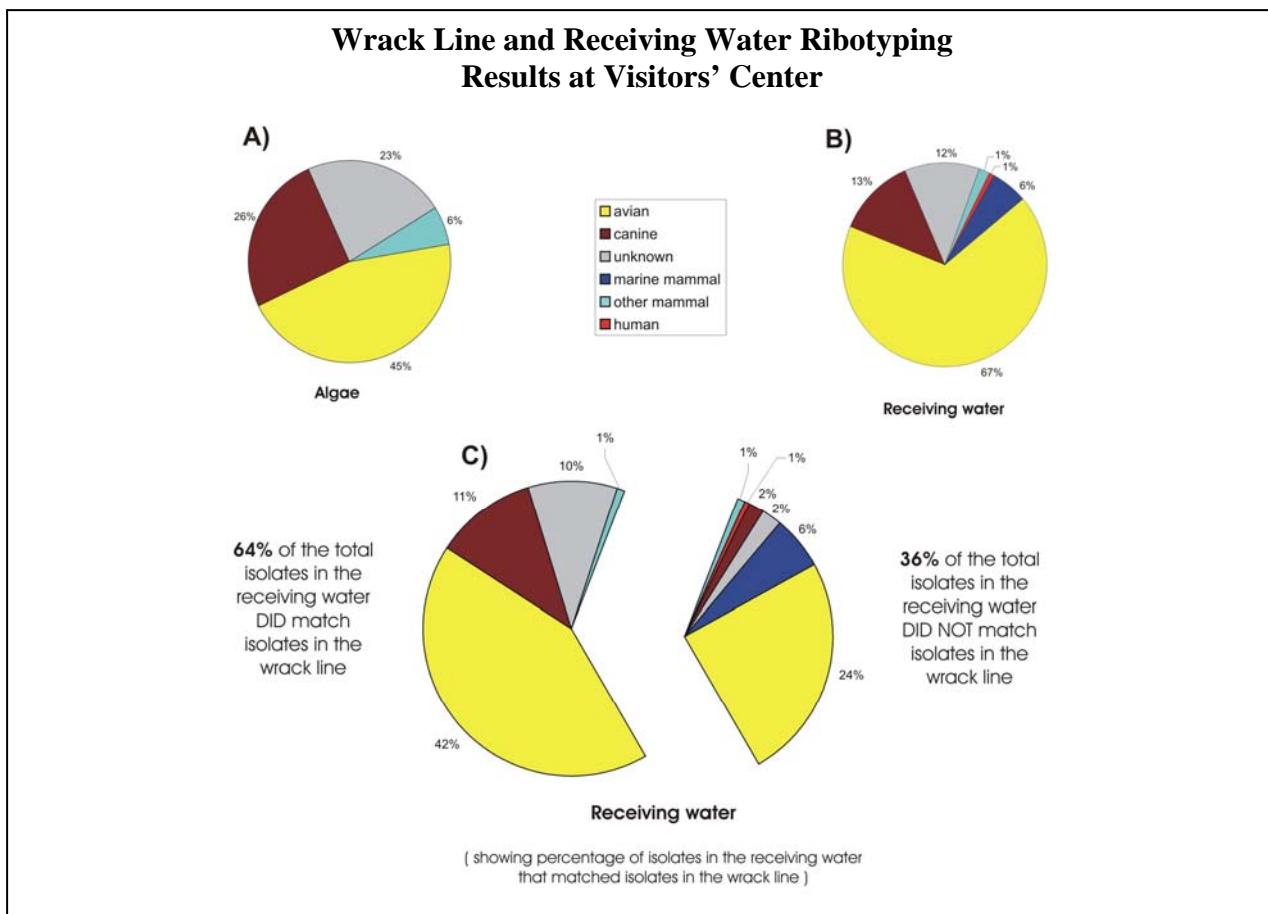 Wrack Line and Receiving Water Ribotyping
Results at Visitors’ Center
A)
23%
26%
6%
45%
Algae
avian
canine
unknown
marine mammal
other mammal
human
B)
12%
1%
1%
13%
6%
67%
Receiving water
C)
1%
10%
11%
42%
64% of the total
isolates in the
receiving water
DID match
isolates in the
wrack line
1%
1%
2%
2%
6%
24%
36% of the total
isolates in the
receiving water
DID NOT match
isolates in the
wrack line
Receiving water
( showing percentage of isolates in the receiving water
that matched isolates in the wrack line )